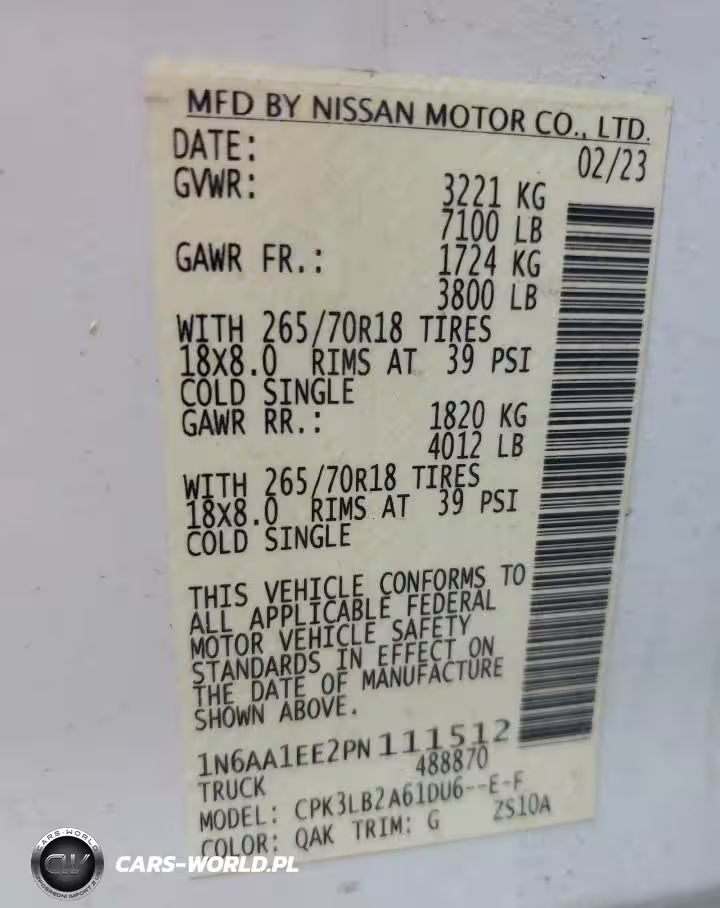 MFD BY NISSAN MOTOR CO., LTD.
DATE: 02/23
GVWR: 3221 KG
7100 LB
GAWR FR.: 1724 KG
3800 LB
WITH 265/70R18 TIRES
18X8.0 RIMS AT 39 PSI
COLD SINGLE
GAWR RR.: 1820 KG
4012 LB
WITH 265/70R18 TIRES
18X8.0 RIMS AT 39 PSI
COLD SINGLE
THIS VEHICLE CONFORMS TO
ALL APPLICABLE FEDERAL
MOTOR VEHICLE SAFETY
STANDARDS IN EFFECT ON
THE DATE OF MANUFACTURE
SHOWN ABOVE.
1N6AA1EE2PN111512
TRUCK 488870
MODEL: CPK3LB2A61DU6--E-F
COLOR: QAK TRIM: G ZS10A
CARS-WORLD
CW
CARS-WORLD.PL